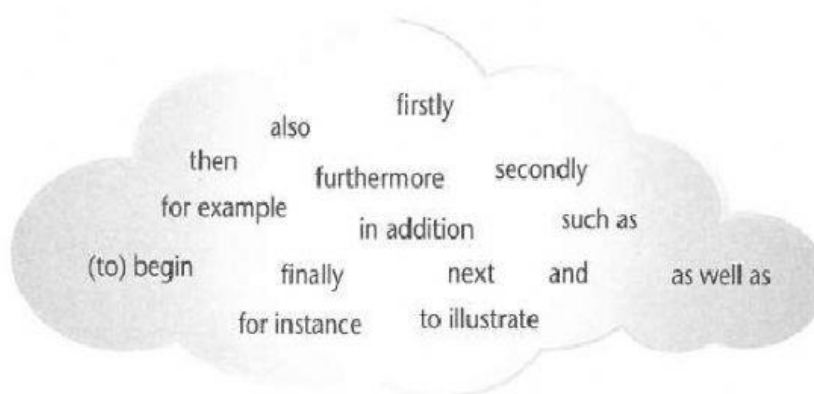 firstly
also
then
furthermore
secondly
for example
such as
in addition
(to) begin
finally
next
and
as well as
for instance
to illustrate